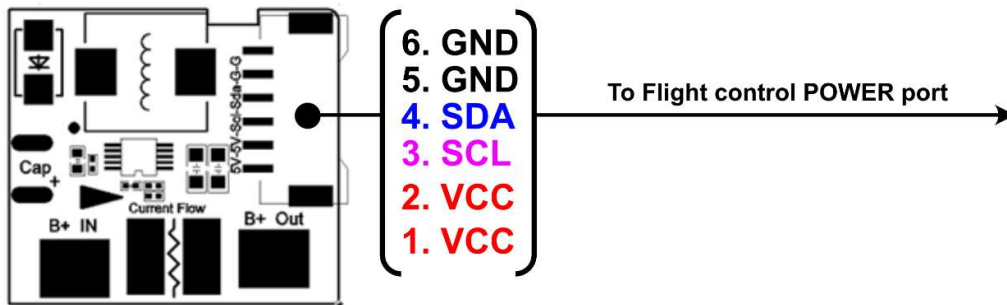 6. GND
5. GND
4. SDA
3. SCL
2. VCC
1. VCC
To Flight control POWER port
5V-5V-Scl-Sda-G-G
Cap
+
Current Flow
B+ IN
B+ Out